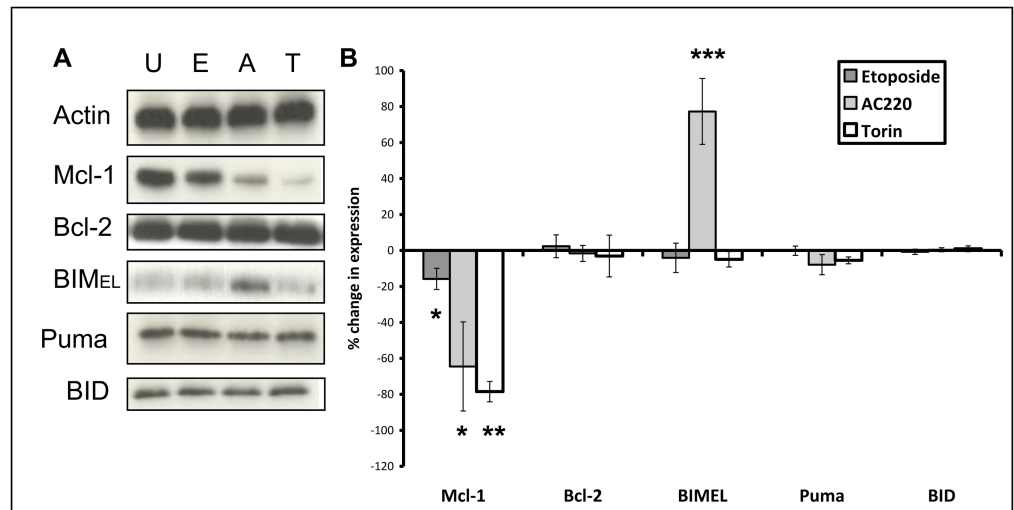 A
U E A T
Actin
Mcl-1
Bcl-2
BIMEL
Puma
BID
B
% change in expression
100
80
60
40
20
0
-20
-40
-60
-80
-100
-120
***
*
*
**
Etoposide
AC220
Torin
Mcl-1 Bcl-2 BIMEL Puma BID